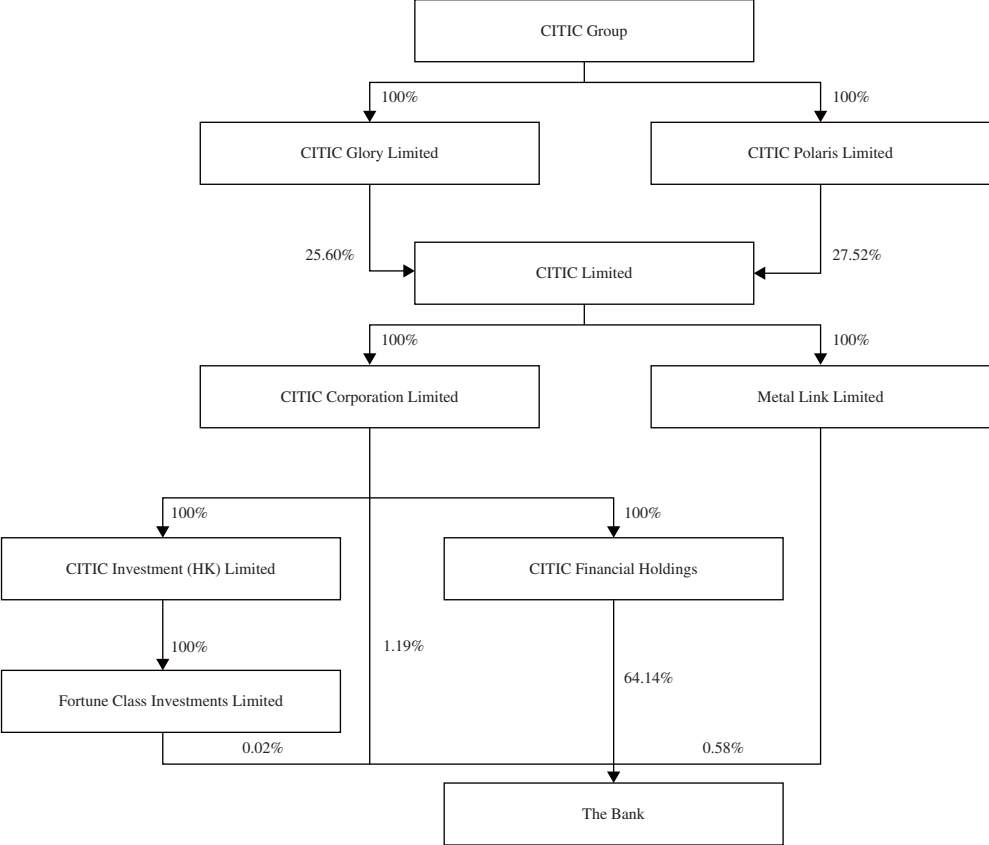 CITIC Group
100%
100%
CITIC Glory Limited
CITIC Polaris Limited
25.60%
27.52%
CITIC Limited
100%
100%
CITIC Corporation Limited
Metal Link Limited
100%
100%
CITIC Investment (HK) Limited
CITIC Financial Holdings
100%
1.19%
64.14%
Fortune Class Investments Limited
0.02%
0.58%
The Bank